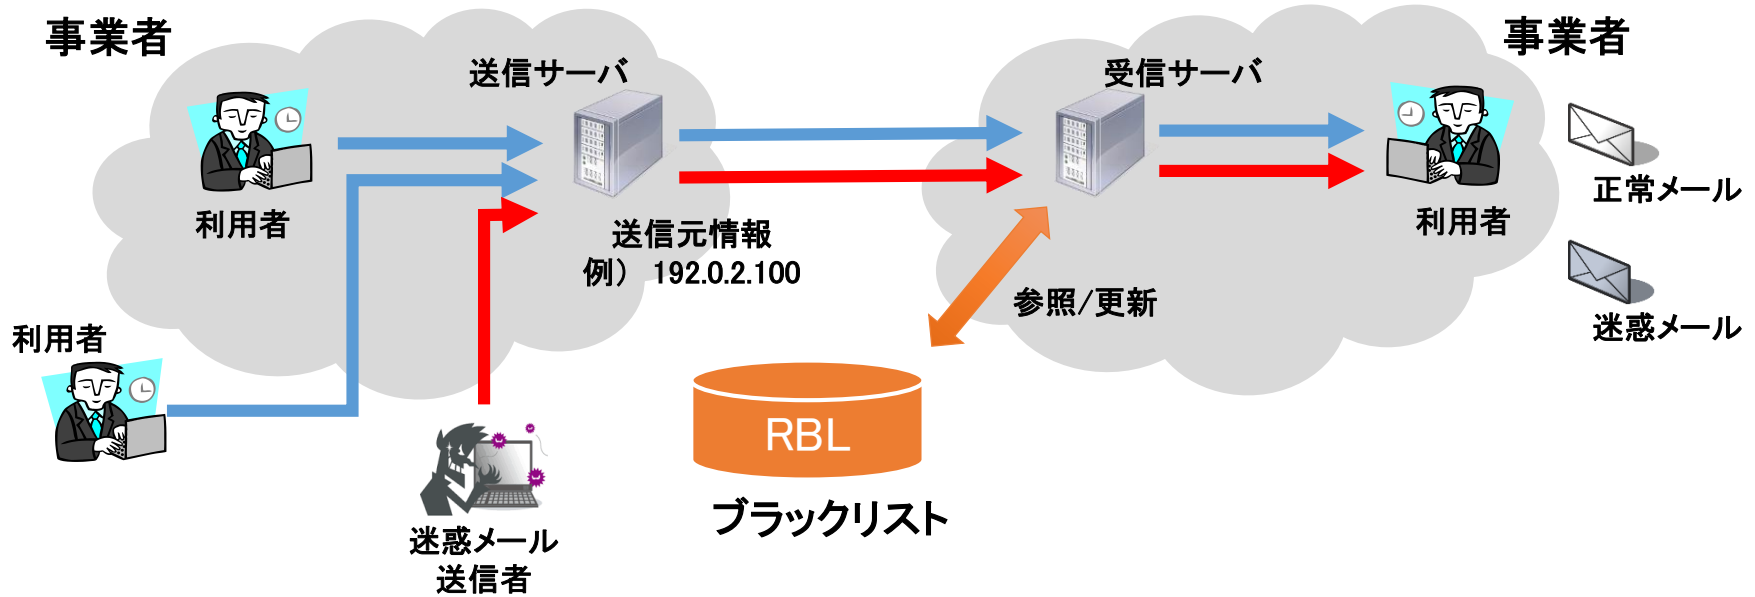 事業者
事業者
送信サーバ
受信サーバ
利用者
利用者
正常メール
送信元情報
例） 192.0.2.100
参照/更新
迷惑メール
利用者
RBL
ブラックリスト
迷惑メール
送信者